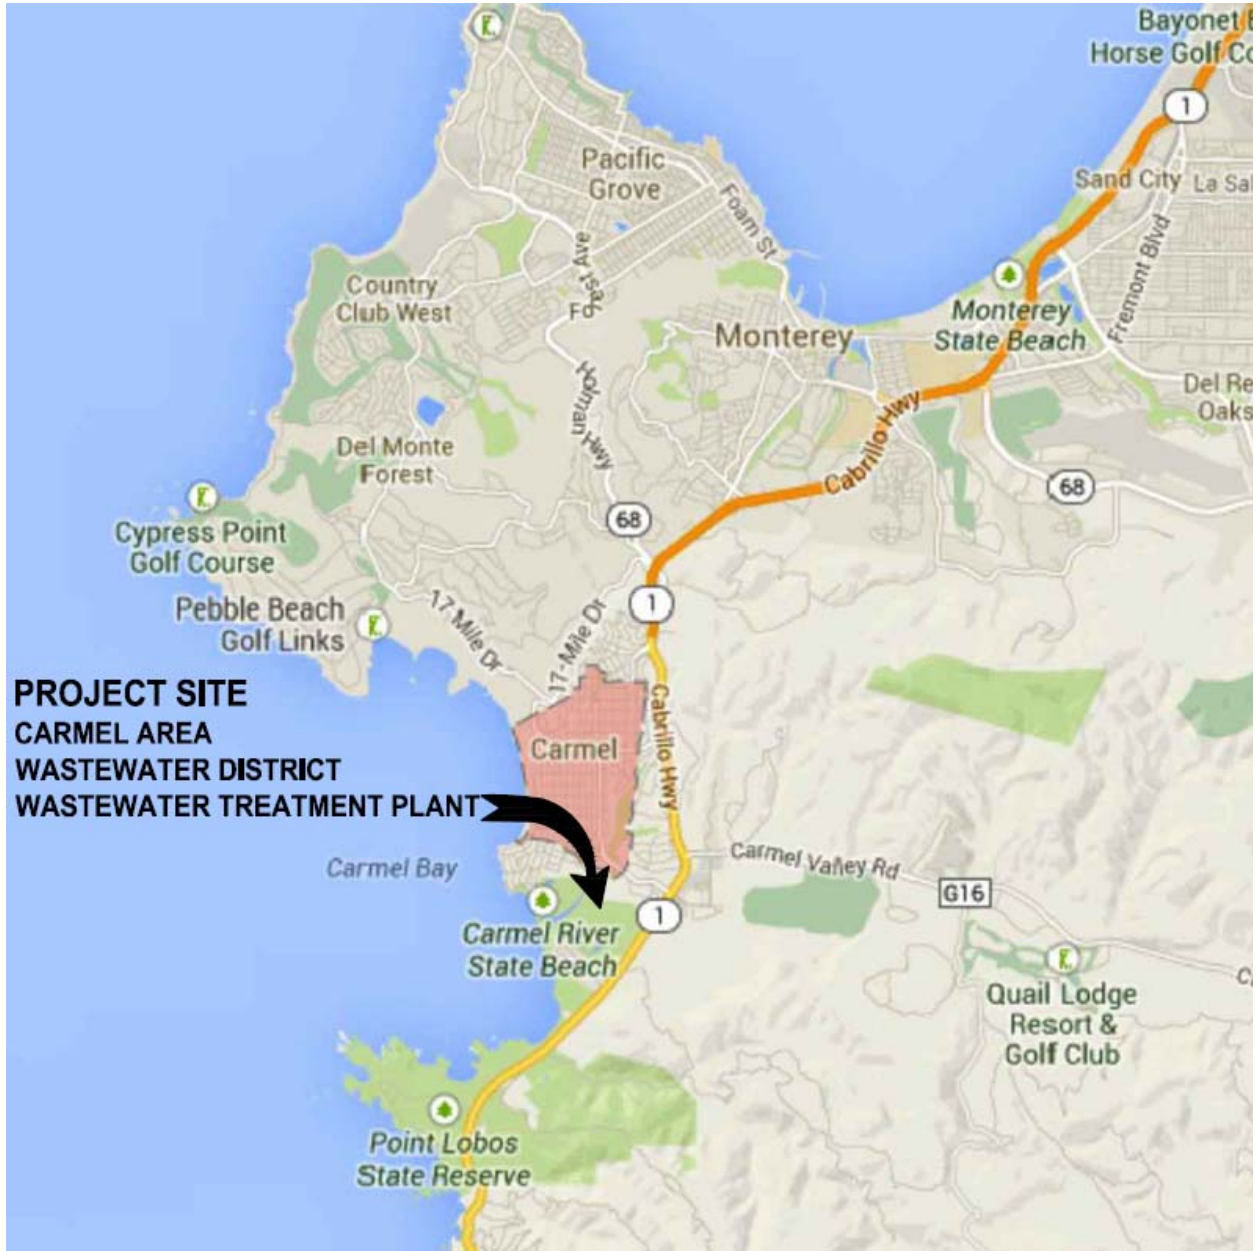 Bayonet
Horse Golf
1
Pacific
Grove
Foam St
Sand City
La
Fremont Blvd
Country
Club West
Monterey
State Beach
Monterey
Holman Hwy
Del
Oaks
Cabrillo Hwy
Del Monte
Forest
68
68
Cypress Point
Golf Course
1
Pebble Beach
Golf Links
17 Mile Dr
17-Mile Dr
PROJECT SITE
CARMEL AREA
WASTEWATER DISTRICT
WASTEWATER TREATMENT PLANT
Carmel
Cabrillo Hwy
Carmel Bay
Carmel Valley Rd
G16
1
Carmel River
State Beach
Quail Lodge
Resort &
Golf Club
Point Lobos
State Reserve